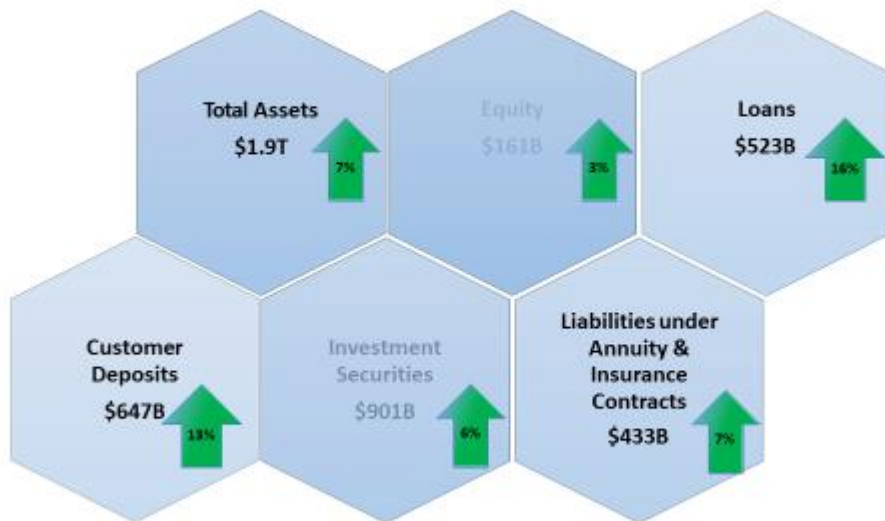 Total Assets
$1.9T
7%
Equity
$161B
3%
Loans
$523B
16%
Customer
Deposits
$647B
13%
Investment
Securities
$901B
6%
Liabilities under
Annuity &
Insurance
Contracts
$433B
7%